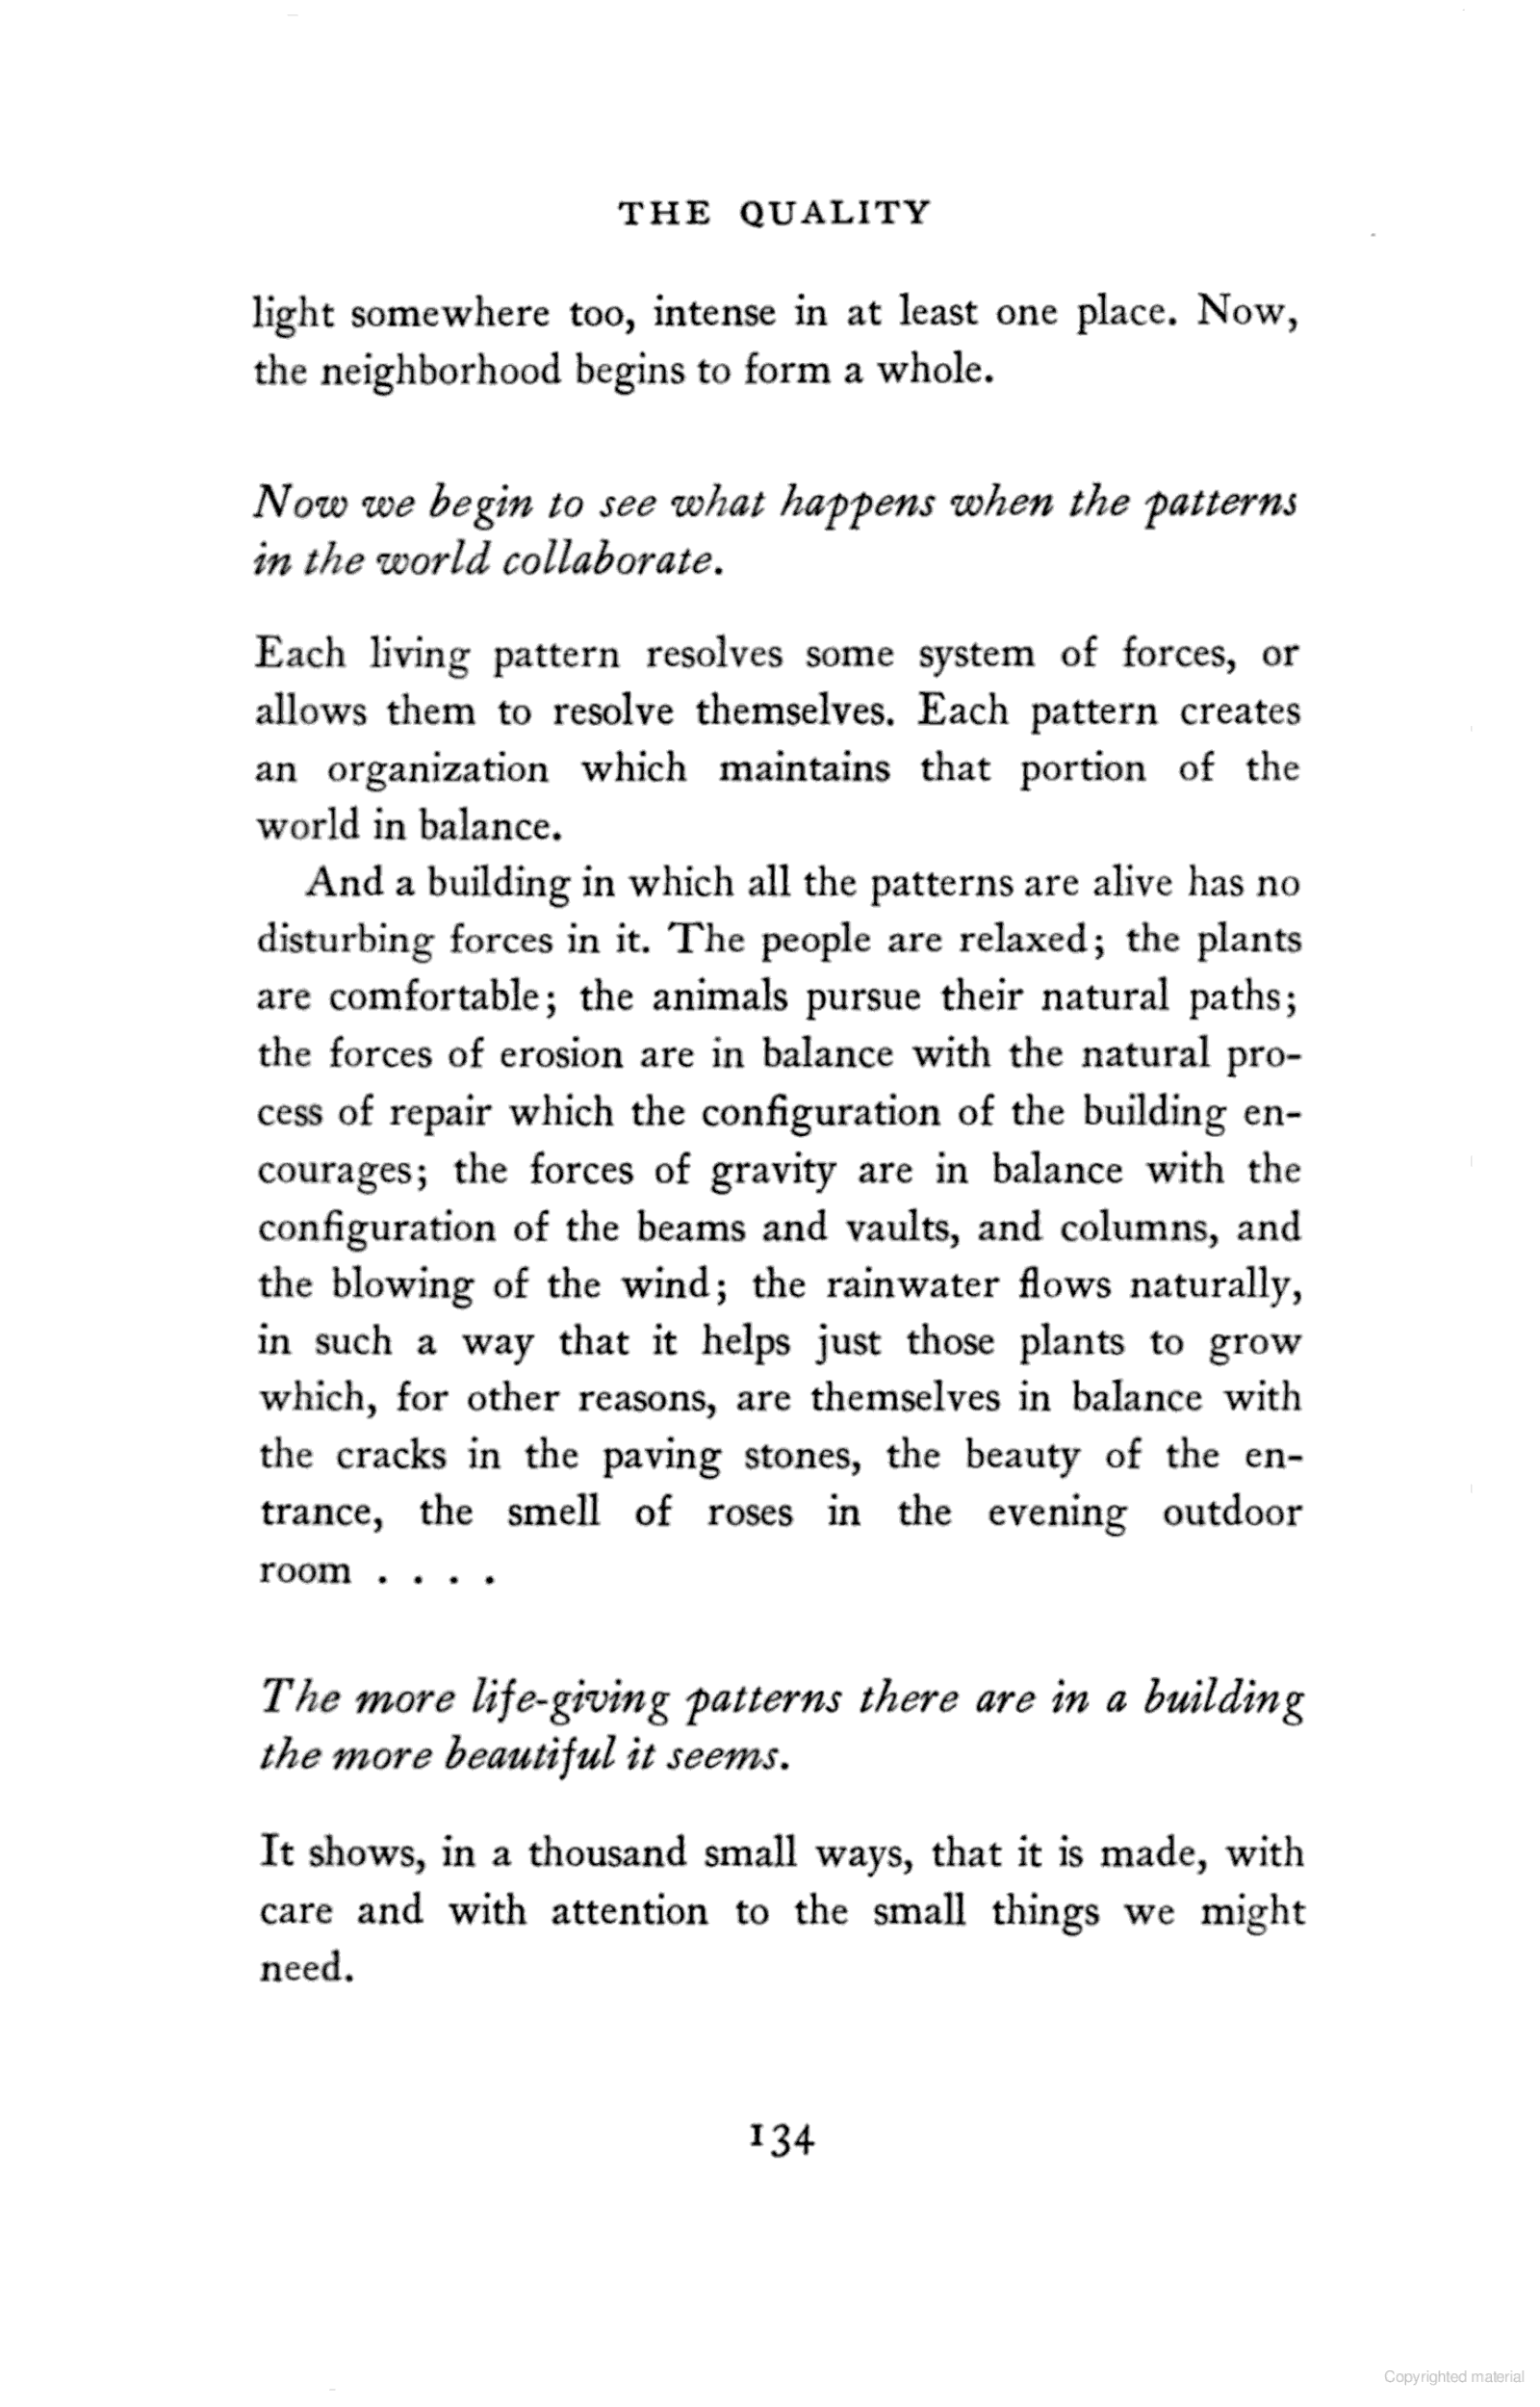 THE QUALITY
light somewhere too, intense in at least one place. Now,
the neighborhood begins to form a whole.
Now we begin to see what happens when the patterns
in the world collaborate.
Each living pattern resolves some system of forces, or
allows them to resolve themselves. Each pattern creates
an organization which maintains that portion of the
world in balance.
And a building in which all the patterns are alive has no
disturbing forces in it. The people are relaxed; the plants
are comfortable; the animals pursue their natural paths;
the forces of erosion are in balance with the natural pro-
cess of repair which the configuration of the building en-
courages; the forces of gravity are in balance with the
configuration of the beams and vaults, and columns, and
the blowing of the wind; the rainwater flows naturally,
in such a way that it helps just those plants to grow
which, for other reasons, are themselves in balance with
the cracks in the paving stones, the beauty of the en-
trance, the smell of roses in the evening outdoor
room . . . .
The more life-giving patterns there are in a building
the more beautiful it seems.
It shows, in a thousand small ways, that it is made, with
care and with attention to the small things we might
need.
134
Copyrighted material